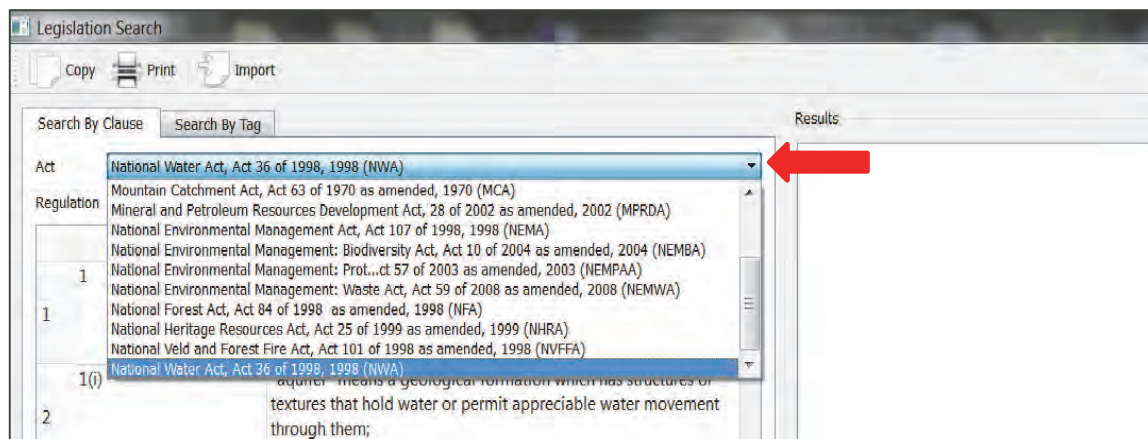 Legislation Search
Copy Print Import
Search By Clause Search By Tag
Results
Act National Water Act, Act 36 of 1998, 1998 (NWA)
Regulation
Mountain Catchment Act, Act 63 of 1970 as amended, 1970 (MCA)
Mineral and Petroleum Resources Development Act, 28 of 2002 as amended, 2002 (MPRDA)
National Environmental Management Act, Act 107 of 1998, 1998 (NEMA)
National Environmental Management: Biodiversity Act, Act 10 of 2004 as amended, 2004 (NEMBA)
National Environmental Management: Prot...ct 57 of 2003 as amended, 2003 (NEMPAA)
National Environmental Management: Waste Act, Act 59 of 2008 as amended, 2008 (NEMWA)
National Forest Act, Act 84 of 1998 as amended, 1998 (NFA)
National Heritage Resources Act, Act 25 of 1999 as amended, 1999 (NHRA)
National Veld and Forest Fire Act, Act 101 of 1998 as amended, 1998 (NVFFA)
National Water Act, Act 36 of 1998, 1998 (NWA)
1
1
1(i)
2
"aquifer" means a geological formation which has structures or
textures that hold water or permit appreciable water movement
through them;